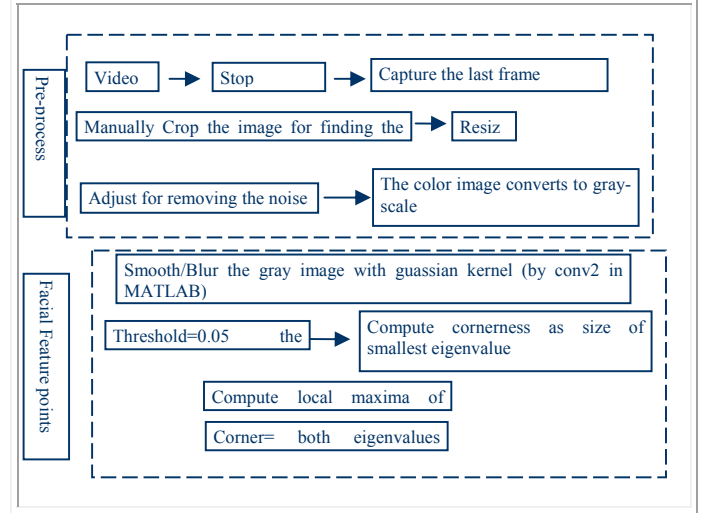 Pre-process
Video
Stop
Capture the last frame
Manually Crop the image for finding the
Resiz
Adjust for removing the noise
The color image converts to gray-
scale
Facial Feature points
Smooth/Blur the gray image with guassian kernel (by conv2 in
MATLAB)
Threshold=0.05 the
Compute cornerness as size of
smallest eigenvalue
Compute local maxima of
Corner= both eigenvalues